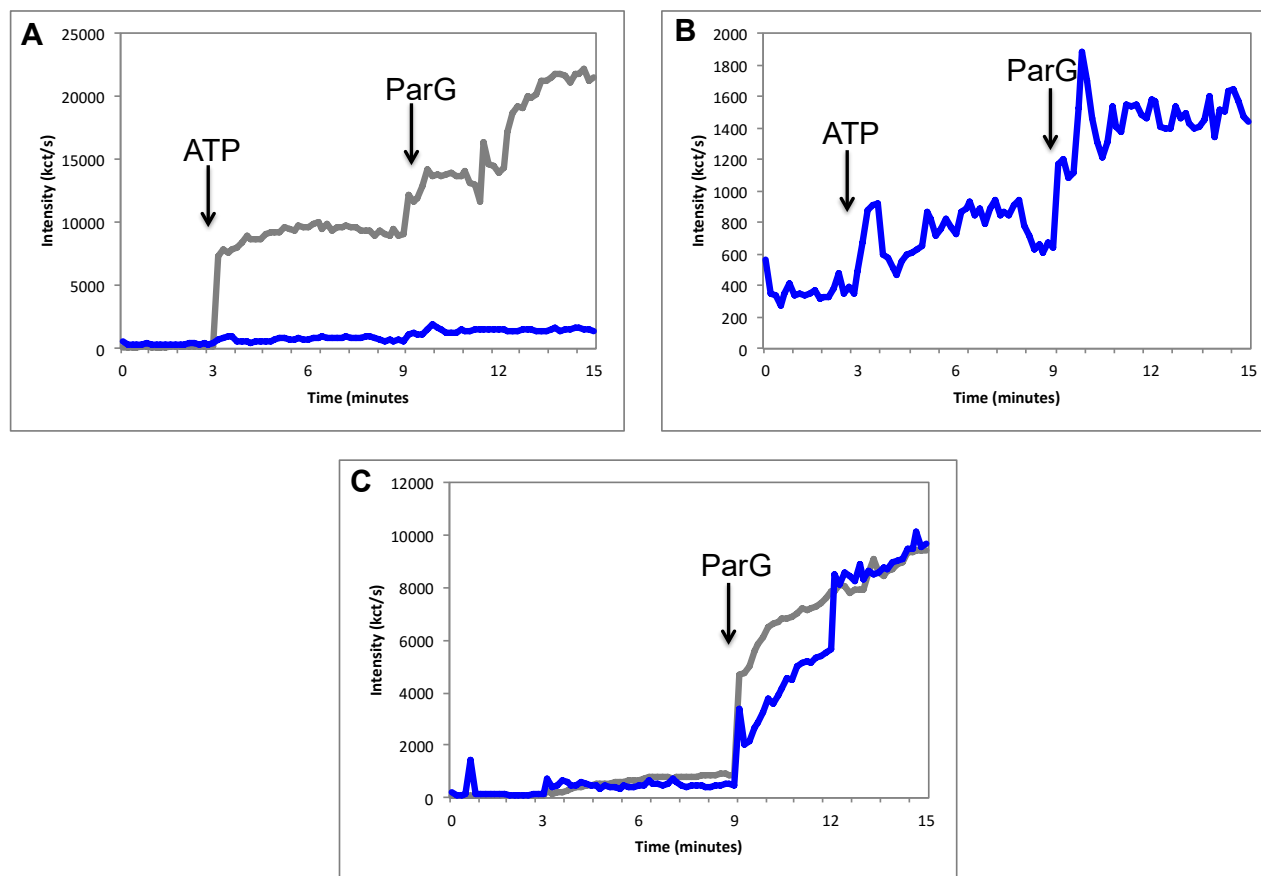 A
25000
20000
15000
10000
5000
0
Intensity (kct/s)
ATP
ParG
0 3 6 9 12 15
Time (minutes
B
2000
1800
1600
1400
1200
1000
800
600
400
200
0
Intensity (kct/s)
ATP
ParG
0 3 6 9 12 15
Time (minutes)
C
12000
10000
8000
6000
4000
2000
0
Intensity (kct/s)
ParG
0 3 6 9 12 15
Time (minutes)